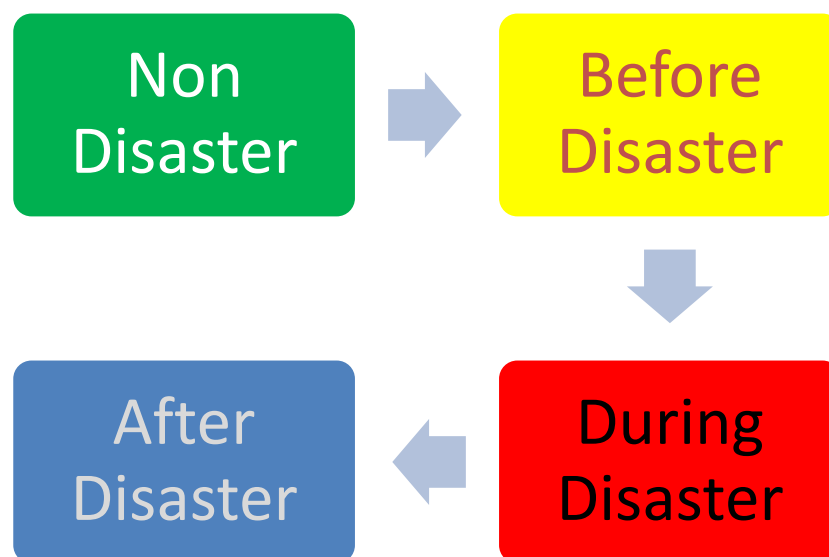 Non
Disaster
Before
Disaster
After
Disaster
During
Disaster